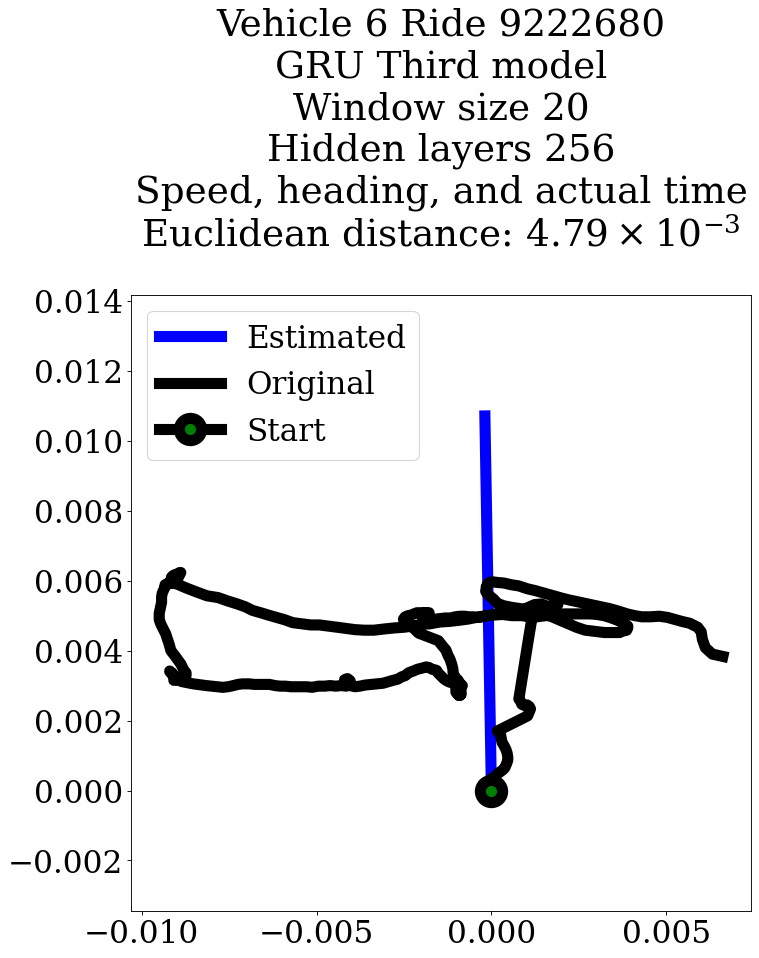 Vehicle 6 Ride 9222680
GRU Third model
Window size 20
Hidden layers 256
Speed, heading, and actual time
Euclidean distance: 4.79 × 10⁻³
0.014
0.012
0.010
0.008
0.006
0.004
0.002
0.000
−0.002
Estimated
Original
Start
−0.010 −0.005 0.000 0.005